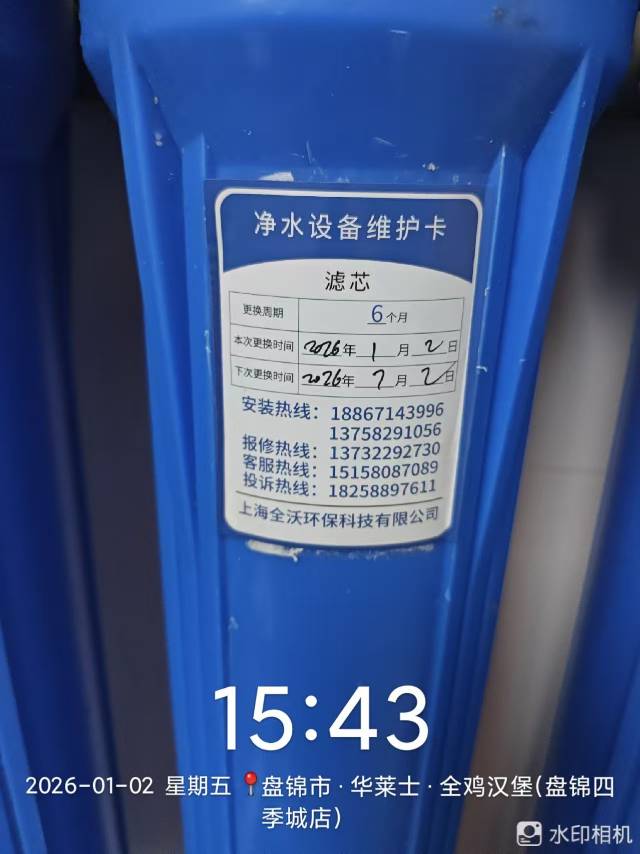 净水设备维护卡
滤芯
更换周期 6个月
本次更换时间 2026年 1月 2日
下次更换时间 2026年 7月 2日
安装热线：18867143996
13758291056
报修热线：13732292730
客服热线：15158087089
投诉热线：18258897611
上海全沃环保科技有限公司
15:43
2026-01-02 星期五 盘锦市·华莱士·全鸡汉堡(盘锦四
季城店)
水印相机